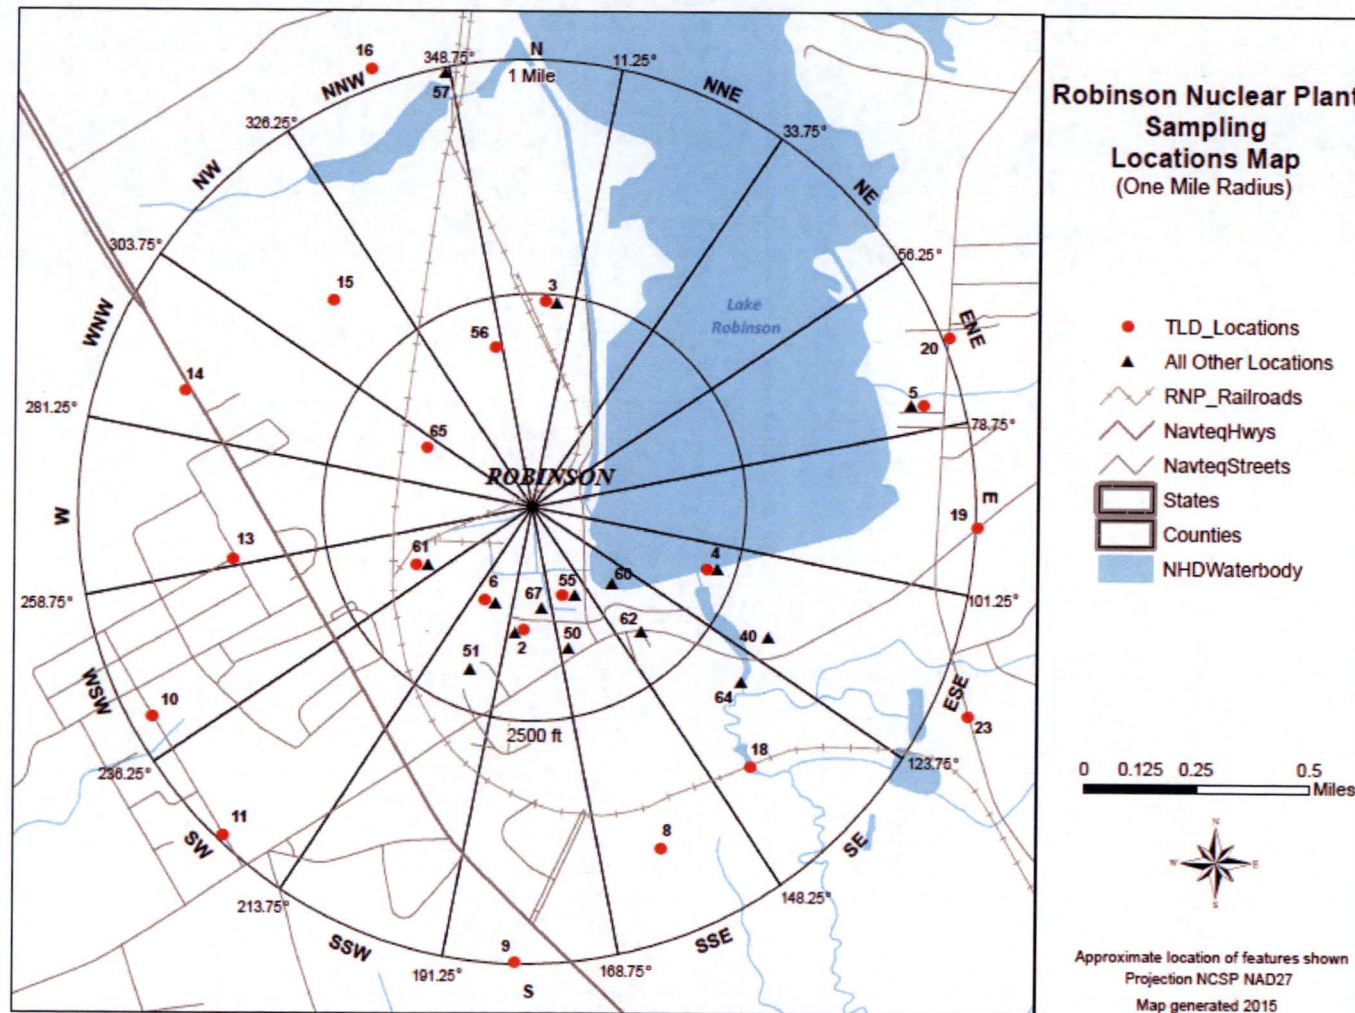 16
348.75°
N
1 Mile
11.25°
NNW
57
NNE
326.25°
33.75°
NW
NE
303.75°
56.25°
15
3
Lake
Robinson
WNW
56
ENE
20
14
5
281.25°
78.75°
65
ROBINSON
W
E
19
13
61
4
6
55
60
258.75°
67
101.25°
62
2
50
40
51
64
WSW
10
ESE
23
2500 ft
236.25°
18
123.75°
11
8
SW
SE
148.25°
213.75°
SSW
9
SSE
191.25°
168.75°
S
Robinson Nuclear Plant
Sampling
Locations Map
(One Mile Radius)
TLD_Locations
All Other Locations
RNP_Railroads
NavteqHwys
NavteqStreets
States
Counties
NHDWaterbody
0 0.125 0.25 0.5
Miles
N
W E
S
Approximate location of features shown
Projection NCSP NAD27
Map generated 2015